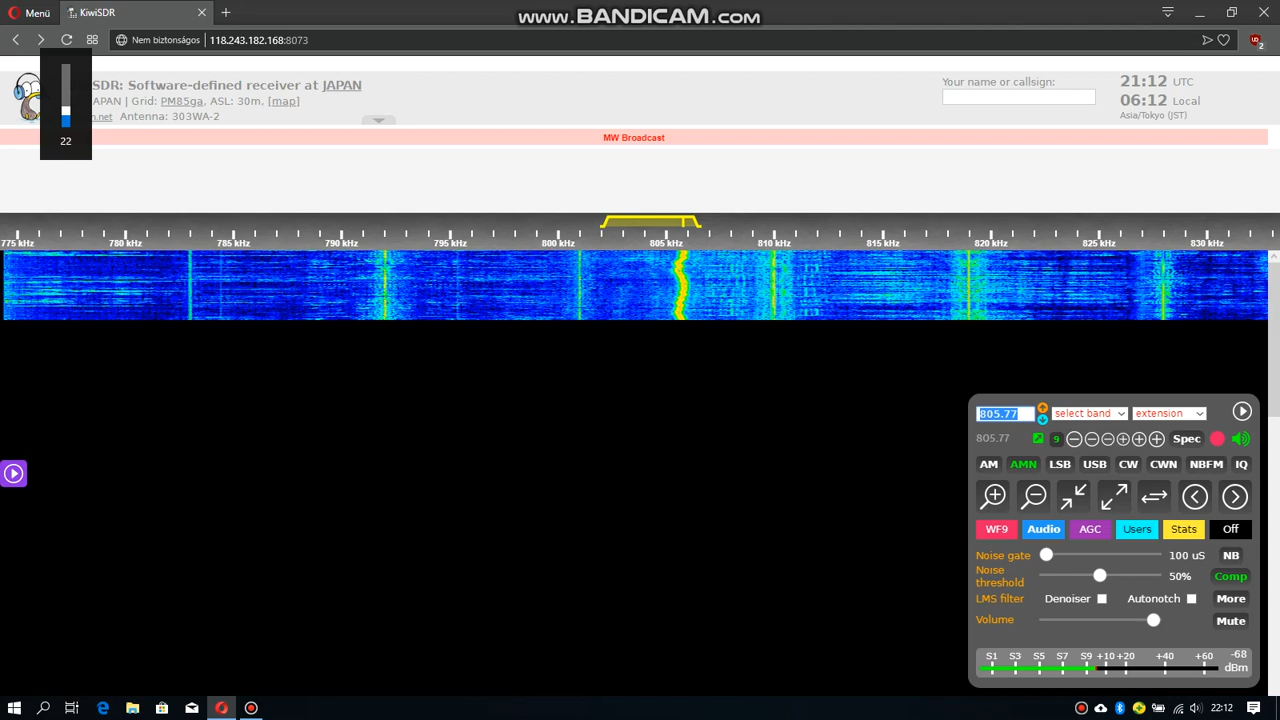 Menü
KiwiSDR
www.BANDICAM.com
Nem biztonságos
118.243.182.168:8073
2
SDR: Software-defined receiver at JAPAN
JAPAN | Grid: PM85ga, ASL: 30m, [map]
n.net Antenna: 303WA-2
22
Your name or callsign:
21:12 UTC
06:12 Local
Asia/Tokyo (JST)
MW Broadcast
775 kHz 780 kHz 785 kHz 790 kHz 795 kHz 800 kHz 805 kHz 810 kHz 815 kHz 820 kHz 825 kHz 830 kHz
805.77 select band extension
805.77 9 Spec
AM AMN LSB USB CW CWN NBFM IQ
WF9 Audio AGC Users Stats Off
Noise gate 100 uS NB
Noise threshold 50% Comp
LMS filter Denoiser Autonotch More
Volume Mute
S1 S3 S5 S7 S9 +10 +20 +40 +60 -68 dBm
22:12